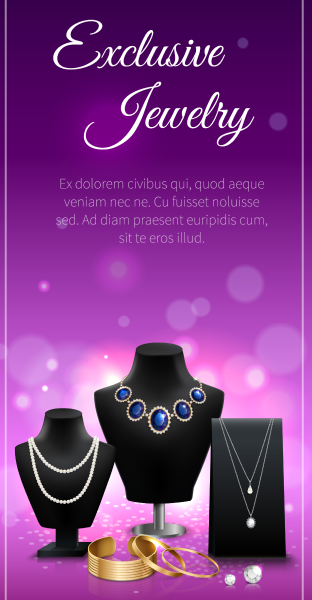 Exclusive
Jewelry
Ex dolorem civibus qui, quod aeque
veniam nec ne. Cu fuisset noluisse
sed. Ad diam praesent euripidis cum,
sit te eros illud.